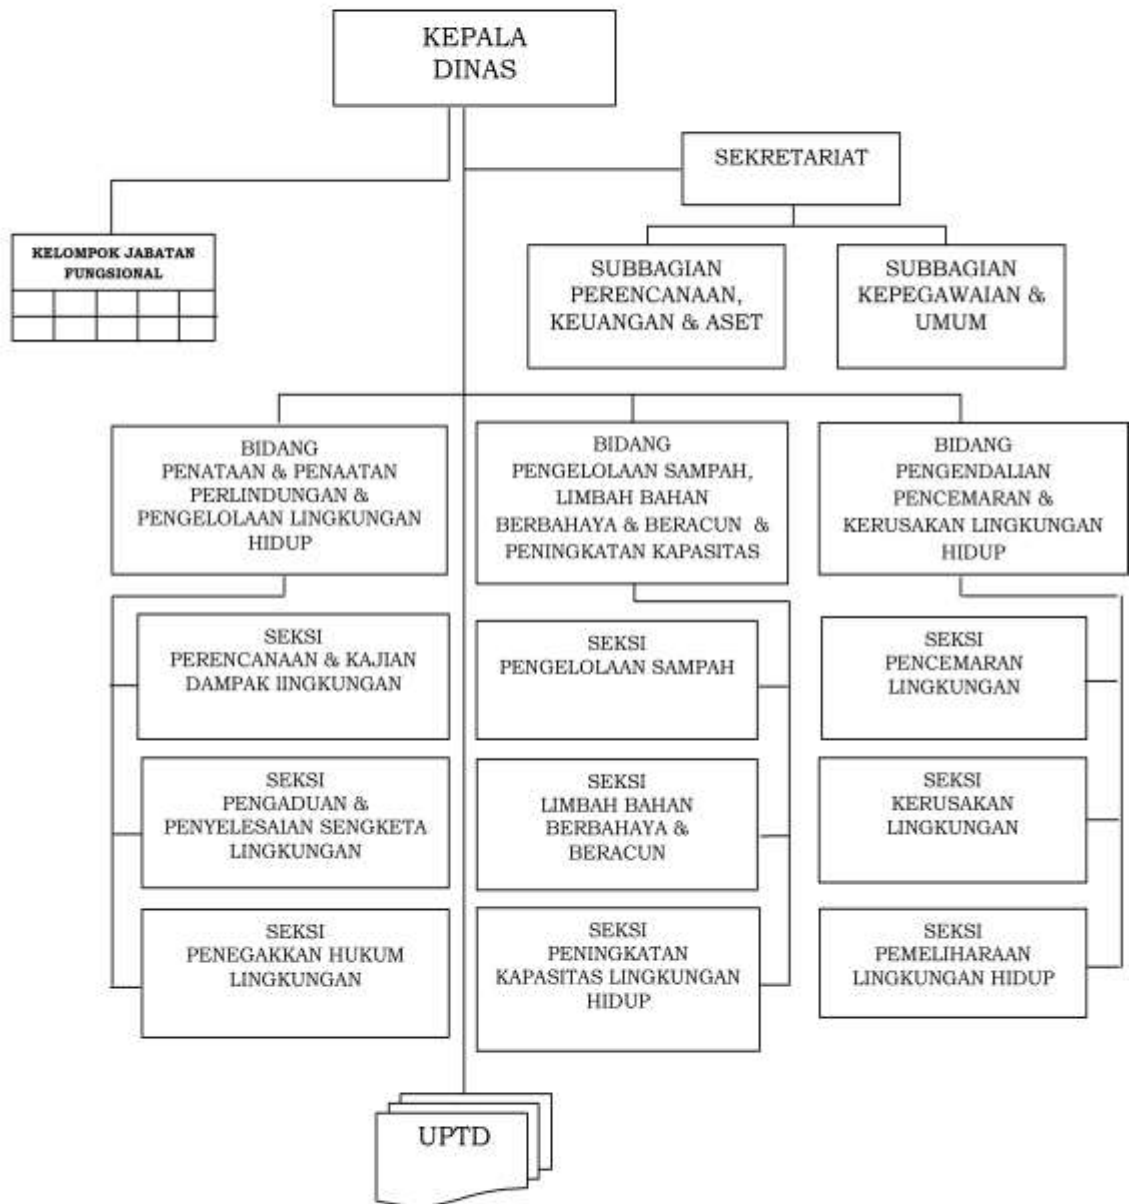 KEPALA
DINAS
SEKRETARIAT
KELOMPOK JABATAN
FUNGSIONAL
SUBBAGIAN
PERENCANAAN,
KEUANGAN & ASET
SUBBAGIAN
KEPEGAWAIAN &
UMUM
BIDANG
PENATAAN & PENAATAN
PERLINDUNGAN &
PENGELOLAAN LINGKUNGAN
HIDUP
BIDANG
PENGELOLAAN SAMPAH,
LIMBAH BAHAN
BERBAHAYA & BERACUN &
PENINGKATAN KAPASITAS
BIDANG
PENGENDALIAN
PENCEMARAN &
KERUSAKAN LINGKUNGAN
HIDUP
SEKSI
PERENCANAAN & KAJIAN
DAMPAK lINGKUNGAN
SEKSI
PENGELOLAAN SAMPAH
SEKSI
PENCEMARAN
LINGKUNGAN
SEKSI
PENGADUAN &
PENYELESAIAN SENGKETA
LINGKUNGAN
SEKSI
LIMBAH BAHAN
BERBAHAYA &
BERACUN
SEKSI
KERUSAKAN
LINGKUNGAN
SEKSI
PENEGAKKAN HUKUM
LINGKUNGAN
SEKSI
PENINGKATAN
KAPASITAS LINGKUNGAN
HIDUP
SEKSI
PEMELIHARAAN
LINGKUNGAN HIDUP
UPTD